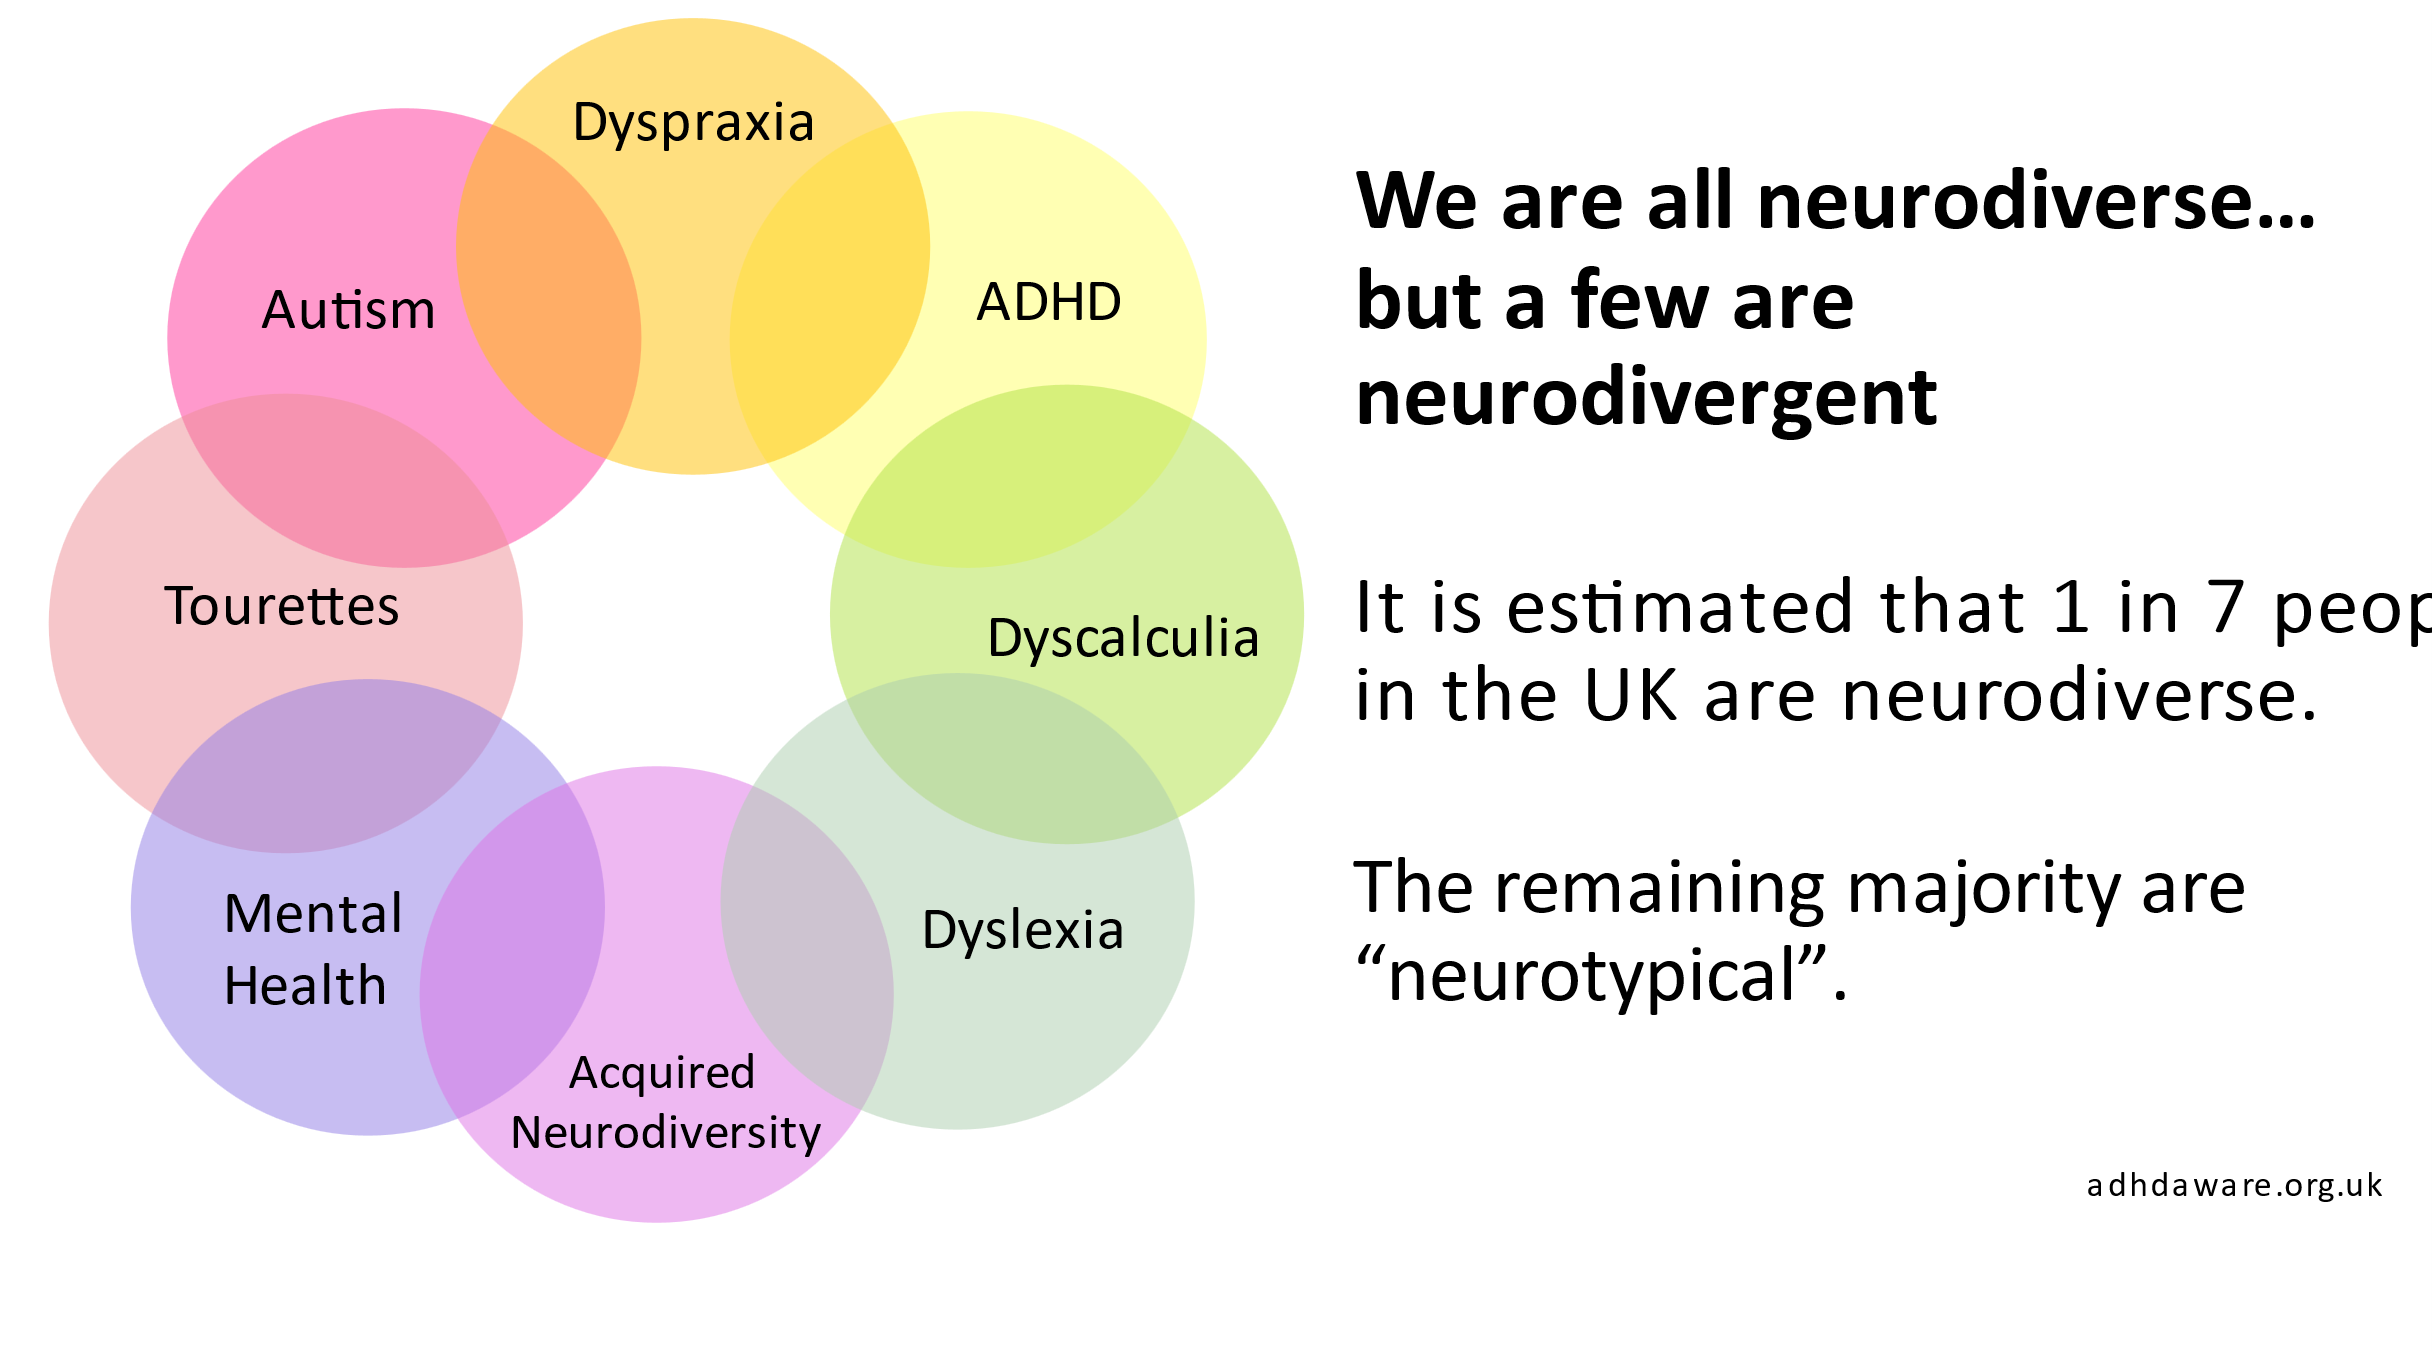 Dyspraxia
Autism
ADHD
Tourettes
Dyscalculia
Mental
Health
Dyslexia
Acquired
Neurodiversity
We are all neurodiverse…
but a few are
neurodivergent
It is estimated that 1 in 7 peop
in the UK are neurodiverse.
The remaining majority are
“neurotypical”.
adhdaware.org.uk